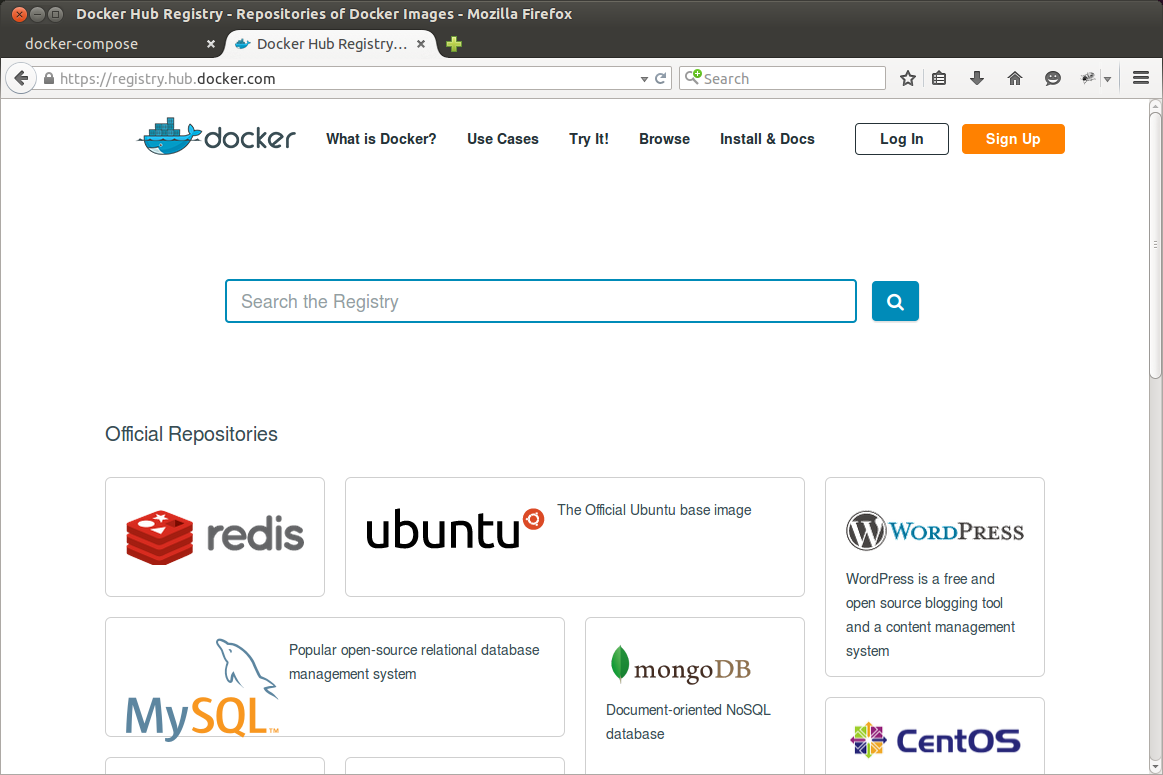 Docker Hub Registry - Repositories of Docker Images - Mozilla Firefox
docker-compose
Docker Hub Registry...
https://registry.hub.docker.com
Search
docker
What is Docker?
Use Cases
Try It!
Browse
Install & Docs
Log In
Sign Up
Search the Registry
Official Repositories
redis
ubuntu
The Official Ubuntu base image
WORDPRESS
WordPress is a free and
open source blogging tool
and a content management
system
MySQL™
Popular open-source relational database
management system
mongoDB
Document-oriented NoSQL
database
CentOS